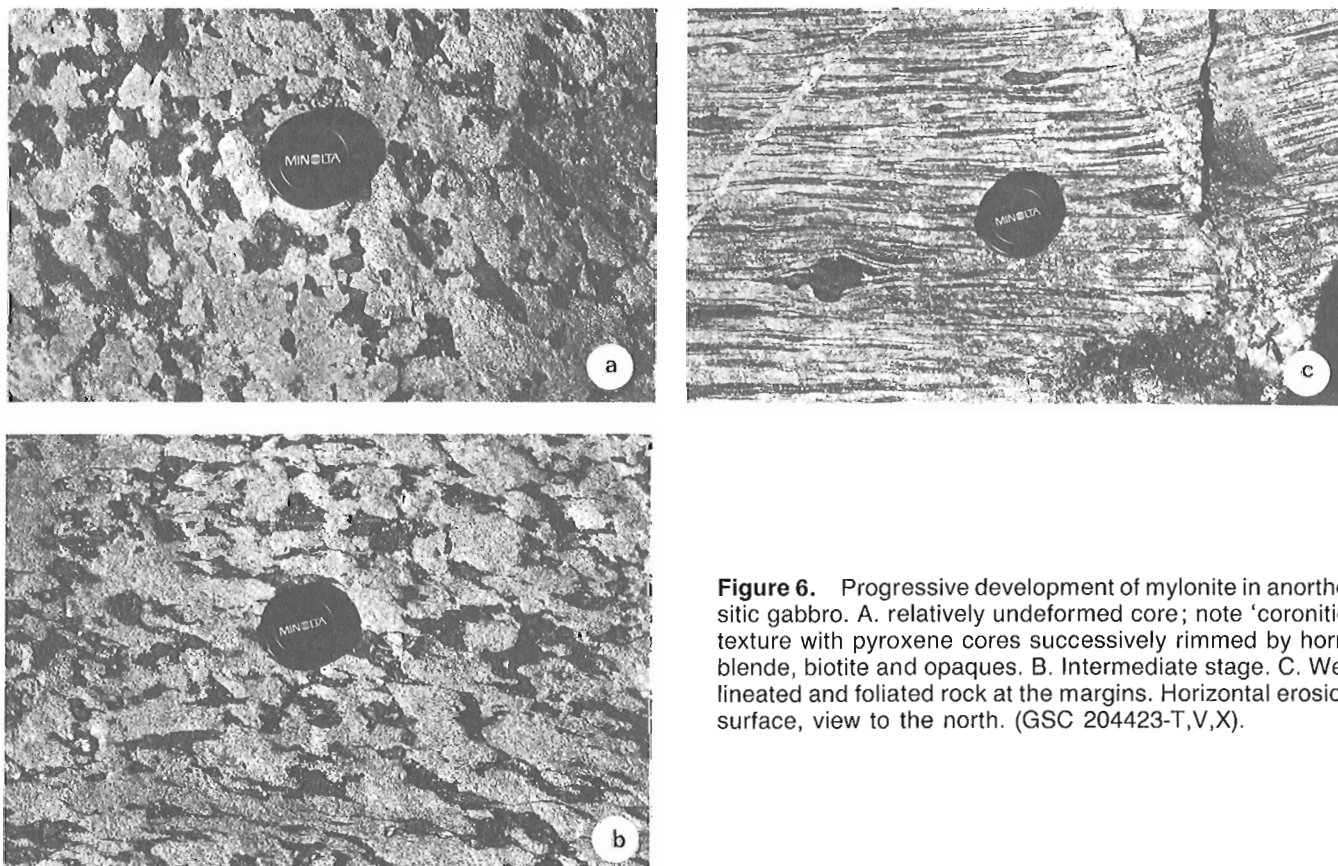 MINOLTA
a
MINOLTA
c
MINOLTA
b
Figure 6. Progressive development of mylonite in anortho
sitic gabbro. A. relatively undeformed core; note ‘coronitic
texture with pyroxene cores successively rimmed by horn
blende, biotite and opaques. B. Intermediate stage. C. We
lineated and foliated rock at the margins. Horizontal erosio
surface, view to the north. (GSC 204423-T,V,X).